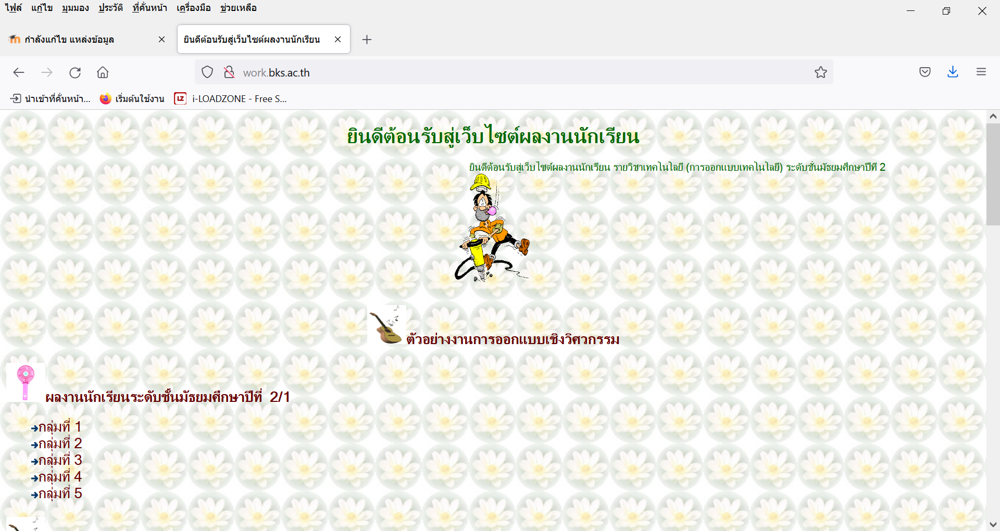 ไฟล์ แก้ไข มุมมอง ประวัติ ที่คั่นหน้า เครื่องมือ ช่วยเหลือ
กำลังแก้ไข แหล่งข้อมูล
ยินดีต้อนรับสู่เว็บไซต์ผลงานนักเรียน
work.bks.ac.th
นำเข้าที่คั่นหน้า...
เริ่มต้นใช้งาน
LZ
i-LOADZONE - Free S...
ยินดีต้อนรับสู่เว็บไซต์ผลงานนักเรียน
ยินดีต้อนรับสู่เว็บไซต์ผลงานนักเรียน รายวิชาเทคโนโลยี (การออกแบบเทคโนโลยี) ระดับชั้นมัธยมศึกษาปีที่ 2
ตัวอย่างงานการออกแบบเชิงวิศวกรรม
ผลงานนักเรียนระดับชั้นมัธยมศึกษาปีที่ 2/1
กลุ่มที่ 1
กลุ่มที่ 2
กลุ่มที่ 3
กลุ่มที่ 4
กลุ่มที่ 5